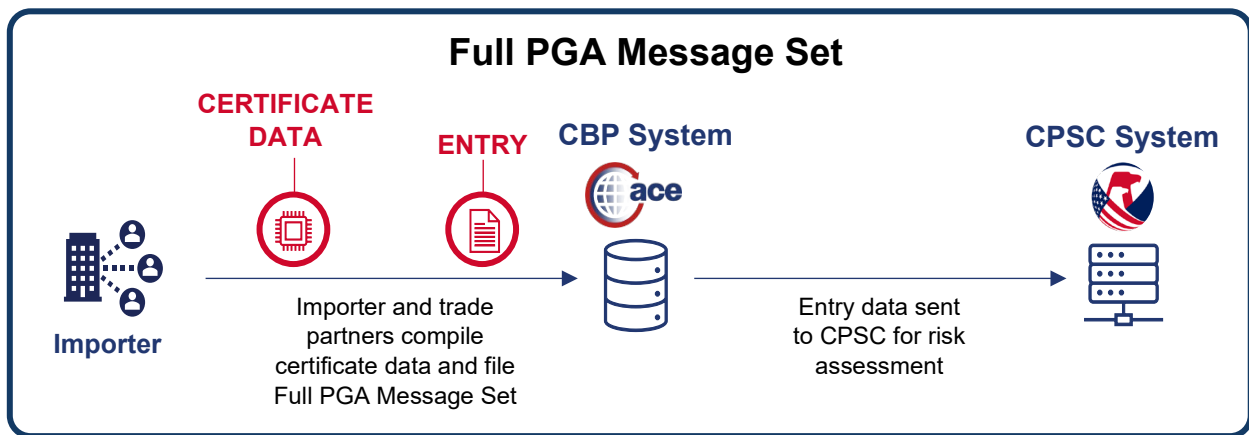 Full PGA Message Set
CERTIFICATE
DATA
ENTRY
CBP System
CPSC System
ace
Importer
Importer and trade
partners compile
certificate data and file
Full PGA Message Set
Entry data sent
to CPSC for risk
assessment